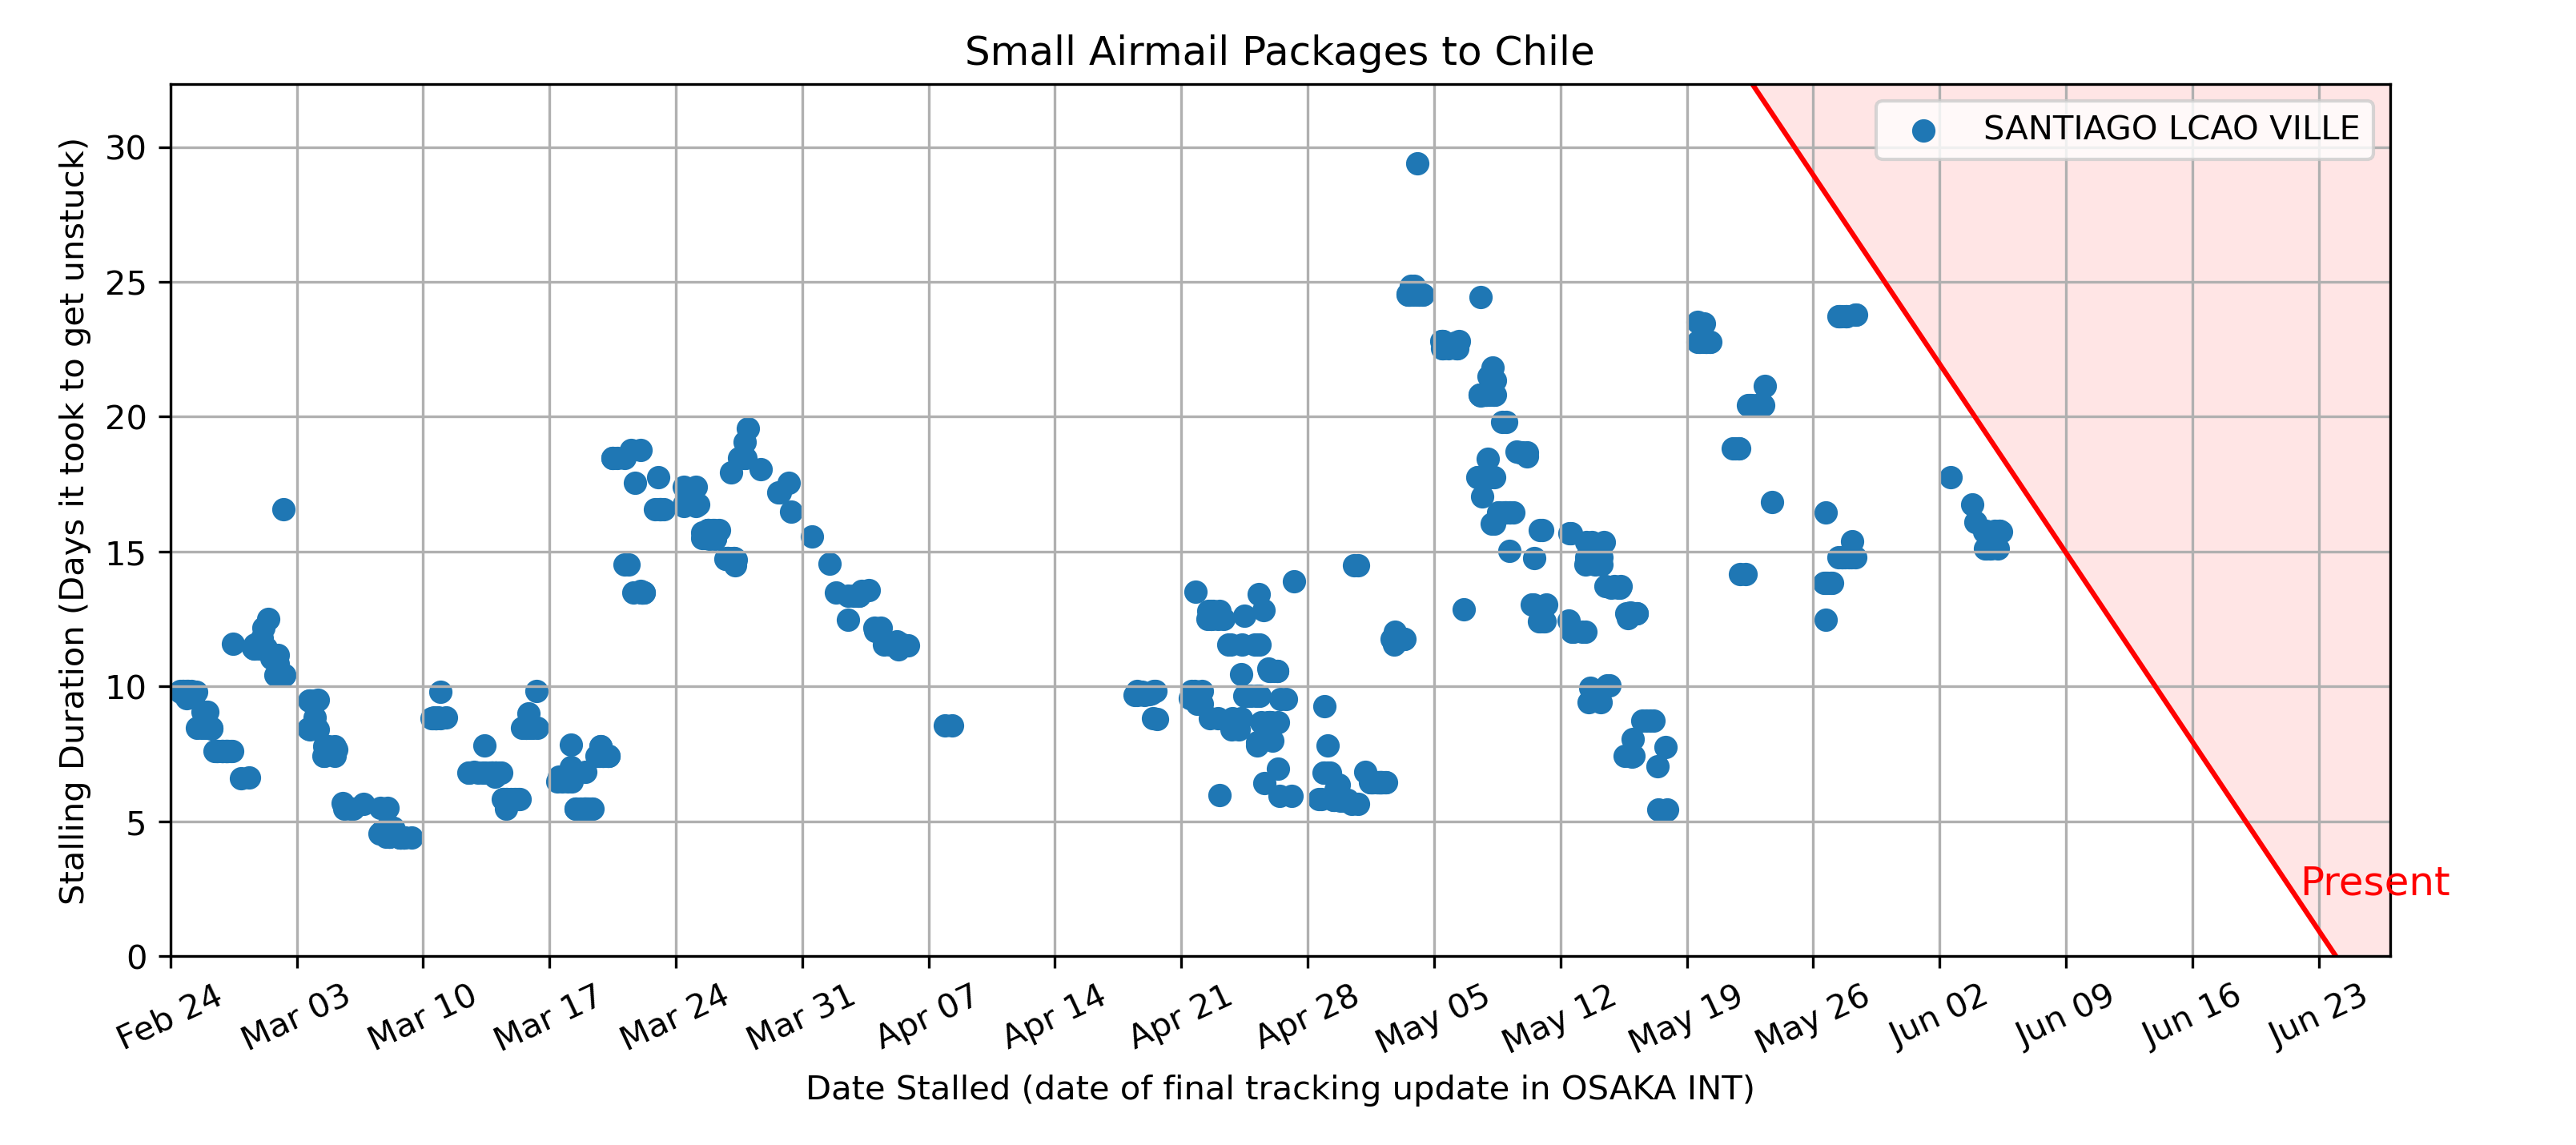 Small Airmail Packages to Chile
SANTIAGO LCAO VILLE
Stalling Duration (Days it took to get unstuck)
30
25
20
15
10
5
0
Present
Feb 24
Mar 03
Mar 10
Mar 17
Mar 24
Mar 31
Apr 07
Apr 14
Apr 21
Apr 28
May 05
May 12
May 19
May 26
Jun 02
Jun 09
Jun 16
Jun 23
Date Stalled (date of final tracking update in OSAKA INT)